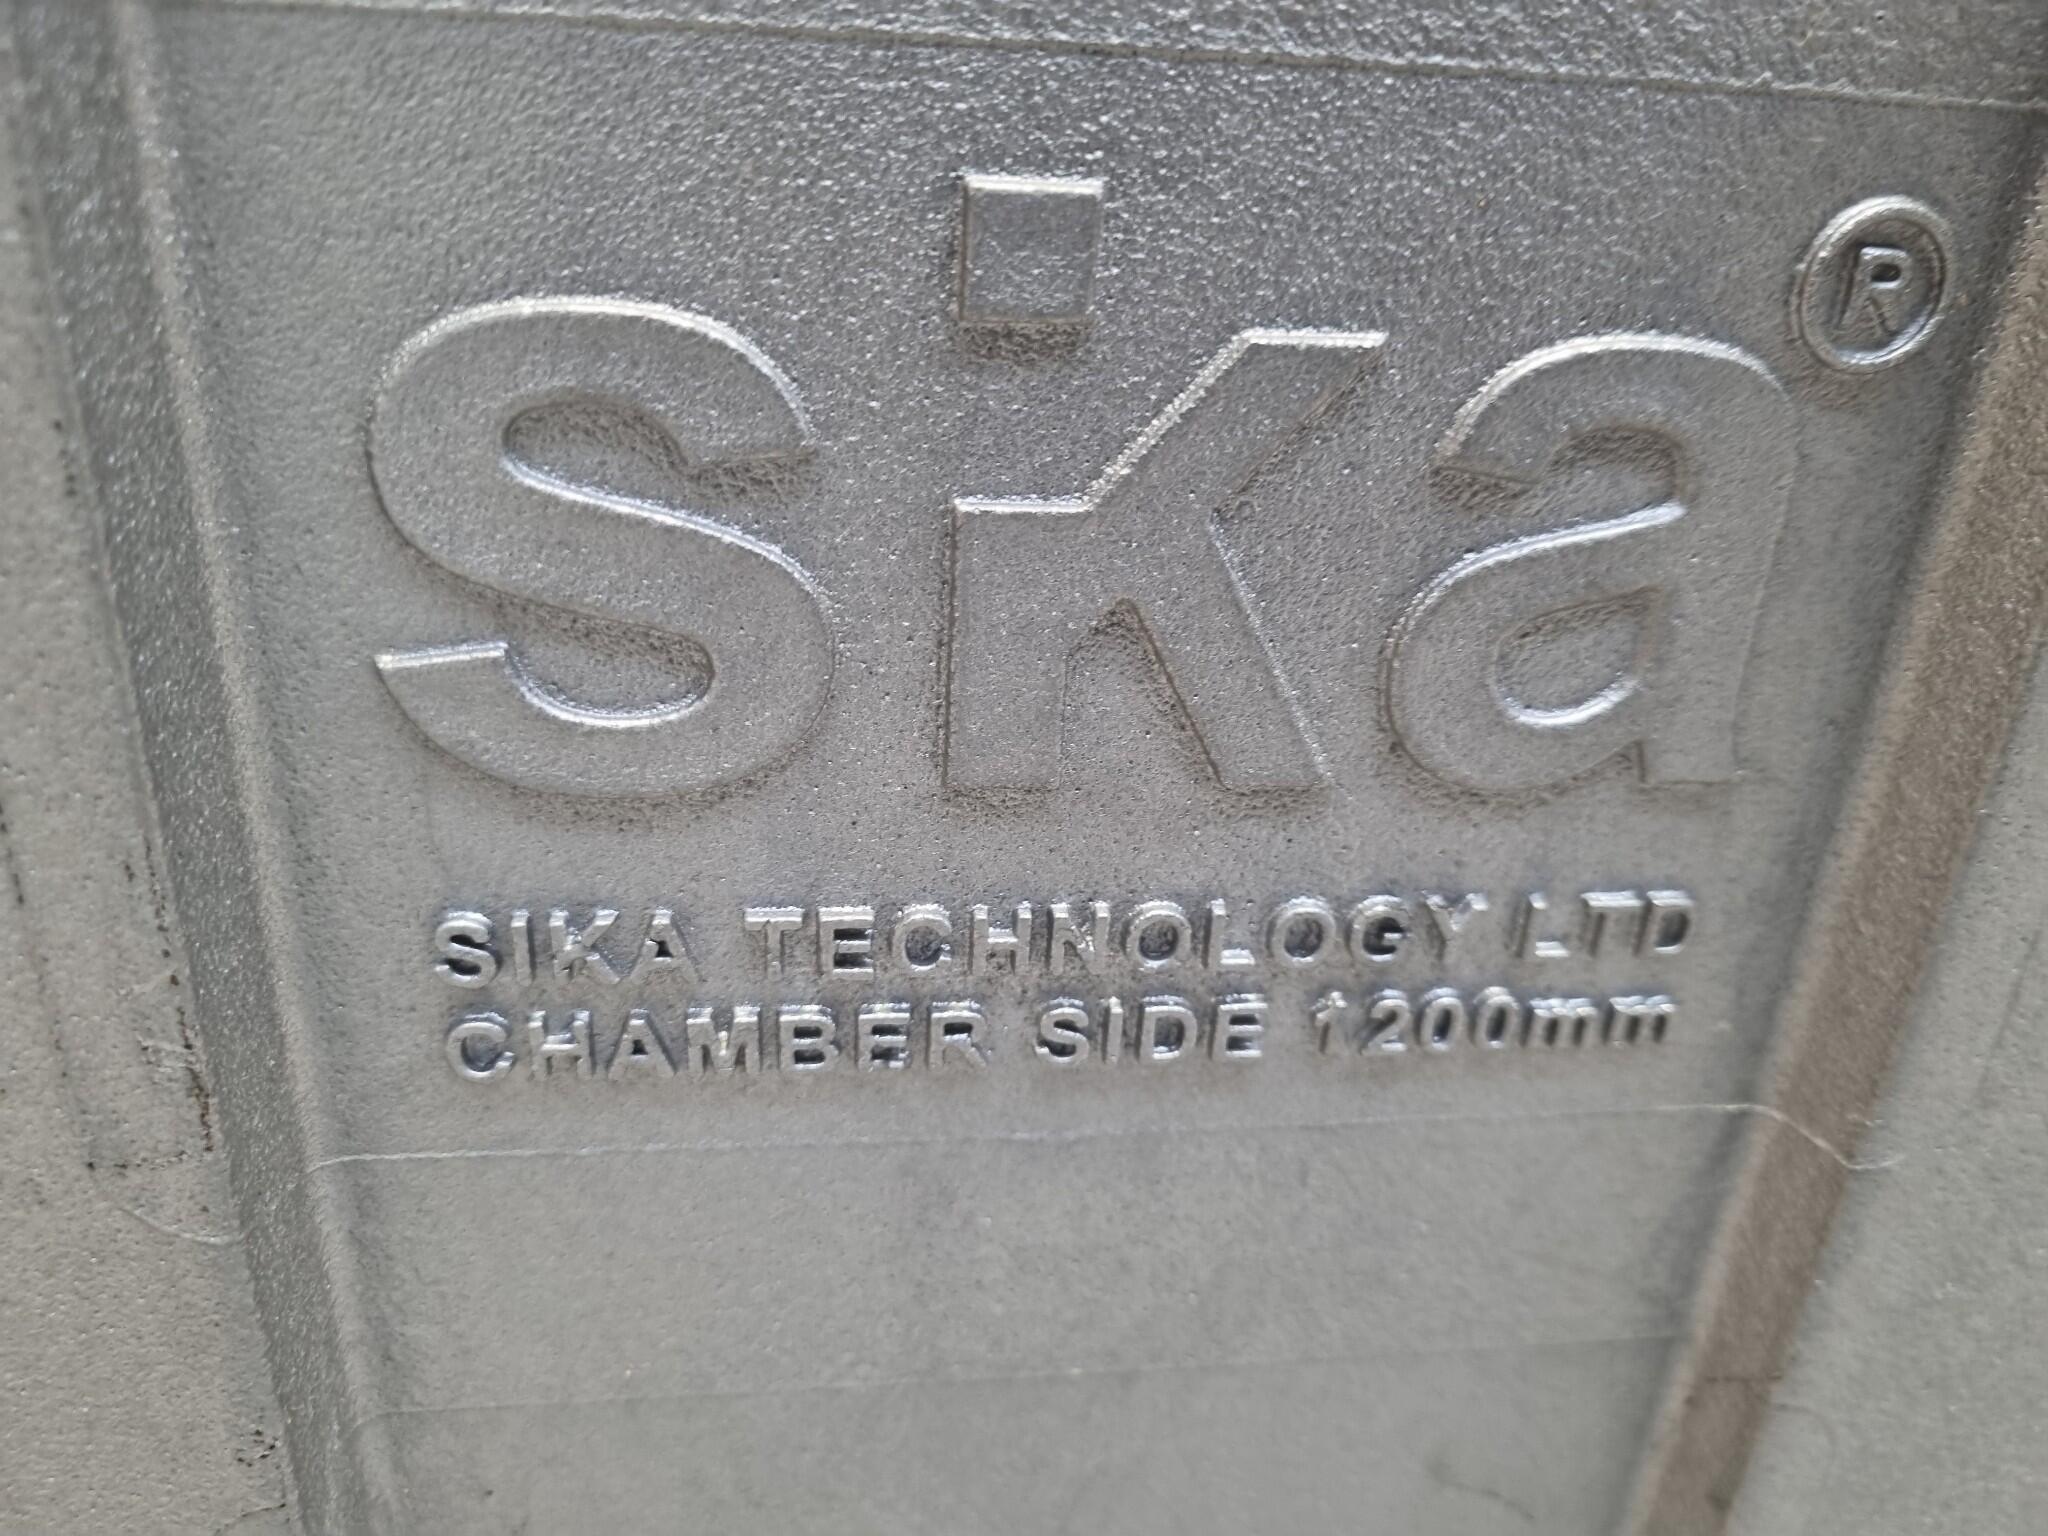 sika®
SIKA TECHNOLOGY LTD
CHAMBER SIDE 1200mm